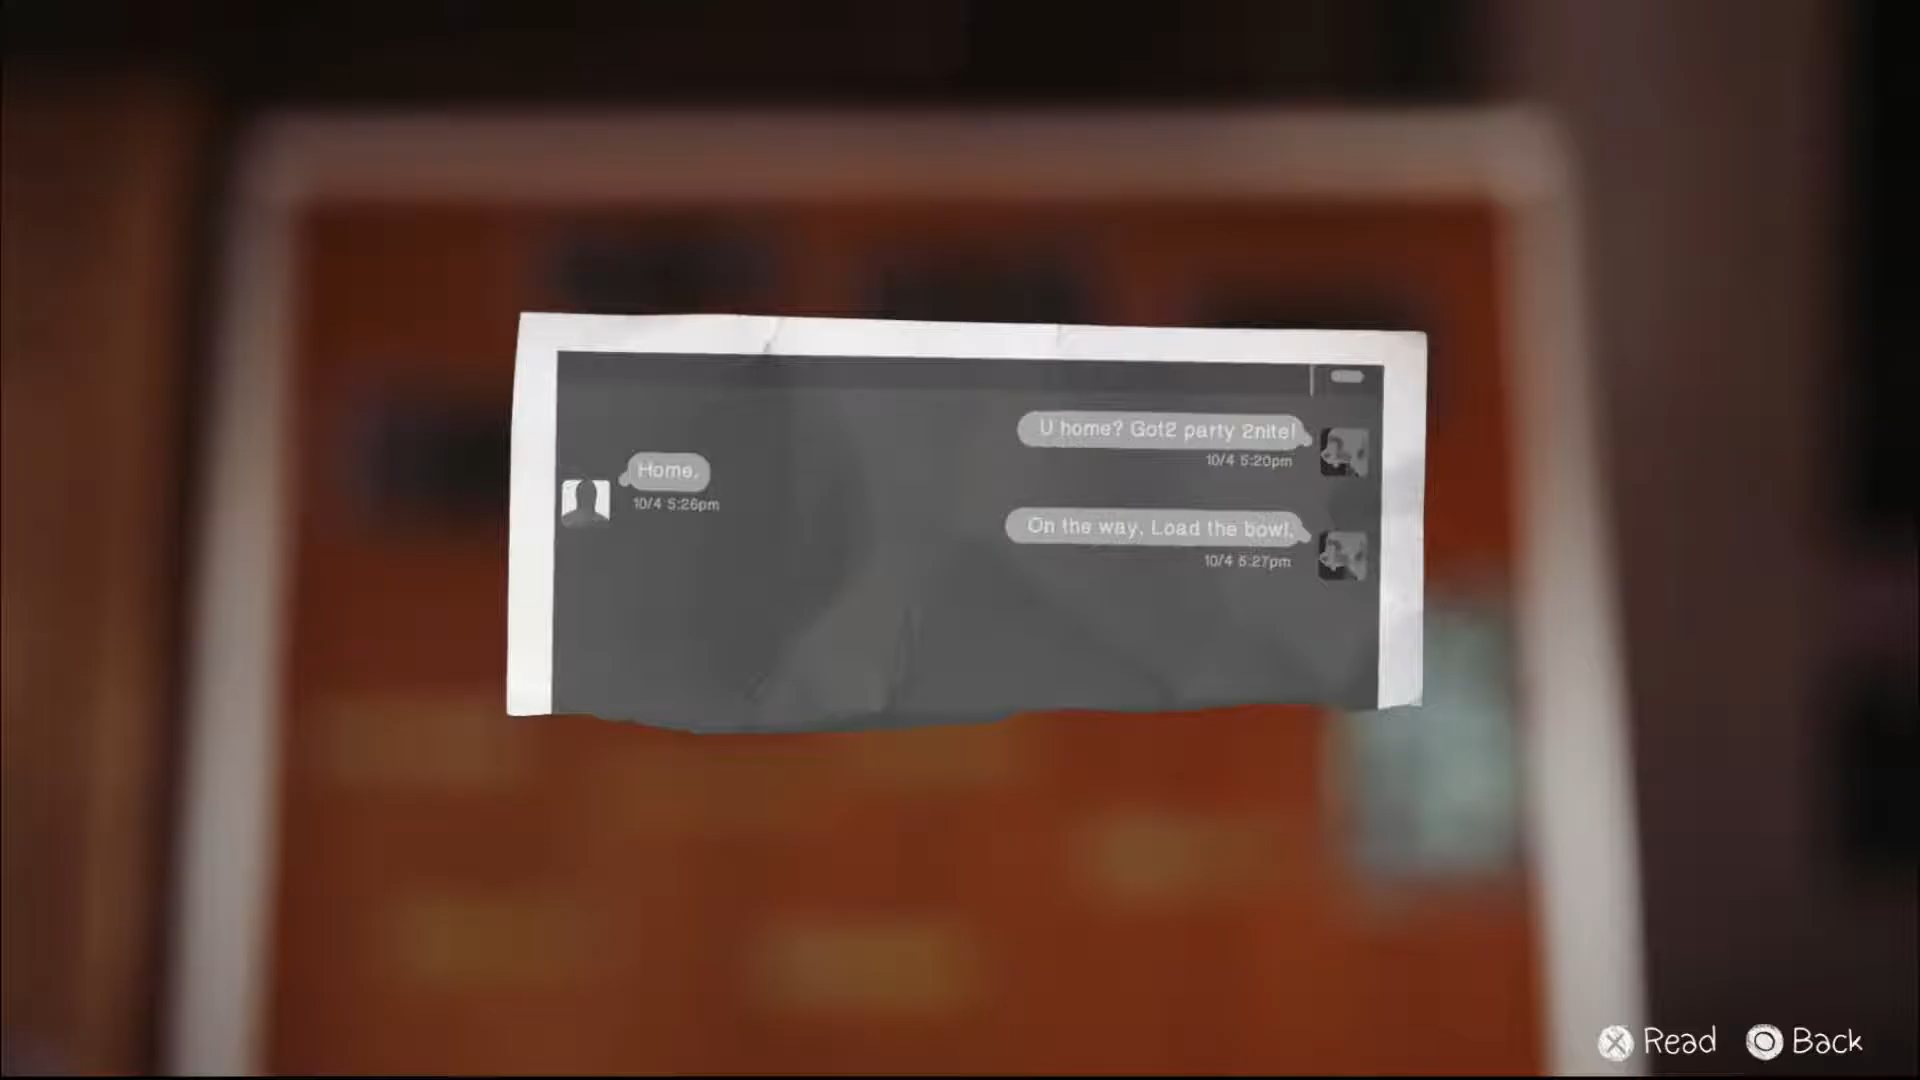 U home? Got2 party 2nite!
10/4 5:20pm
Home.
10/4 5:26pm
On the way. Load the bowl.
10/4 5:27pm
Read Back